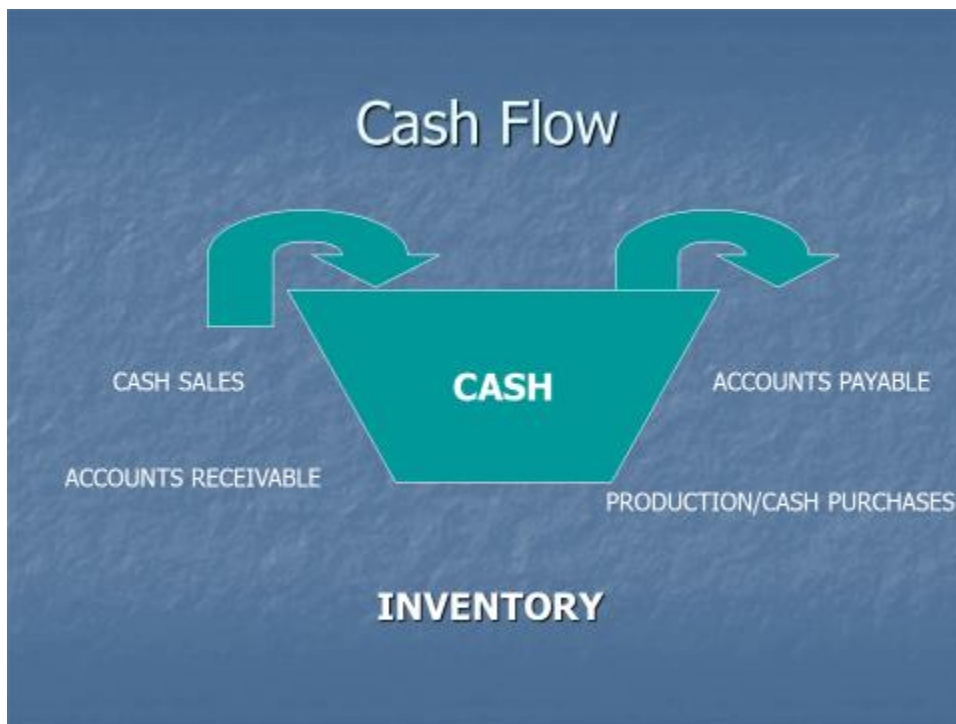 Cash Flow
CASH SALES
CASH
ACCOUNTS PAYABLE
ACCOUNTS RECEIVABLE
PRODUCTION/CASH PURCHASES
INVENTORY